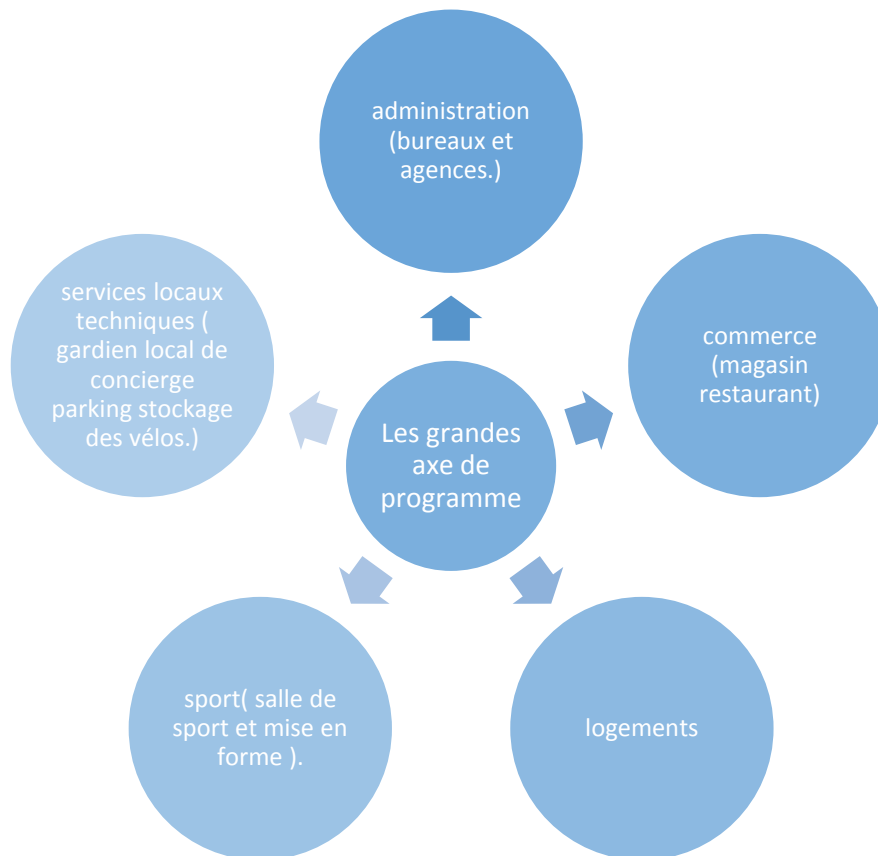 administration
(bureaux et
agences.)
services locaux
techniques (
gardien local de
concierge
parking stockage
des vélos.)
commerce
(magasin
restaurant)
Les grandes
axe de
programme
sport( salle de
sport et mise en
forme ).
logements